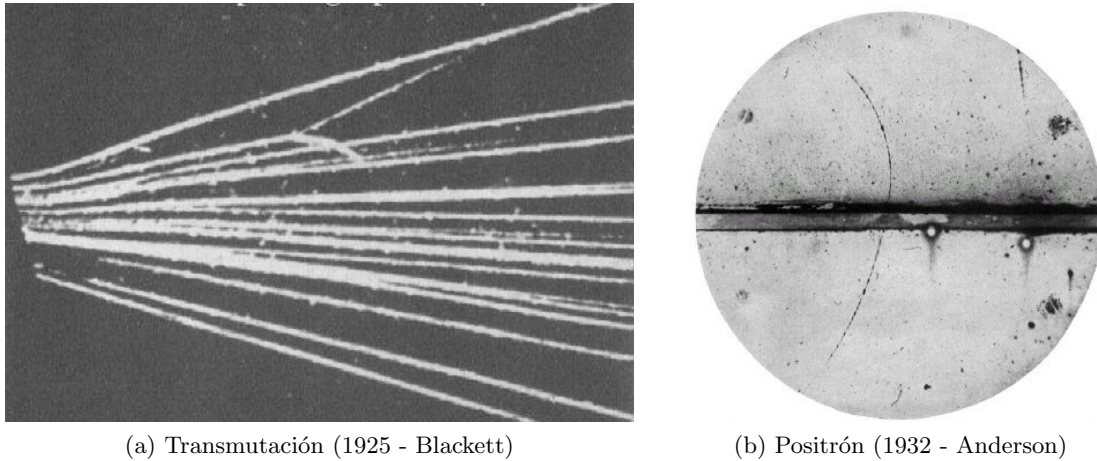 (a) Transmutación (1925 - Blackett)
(b) Positrón (1932 - Anderson)